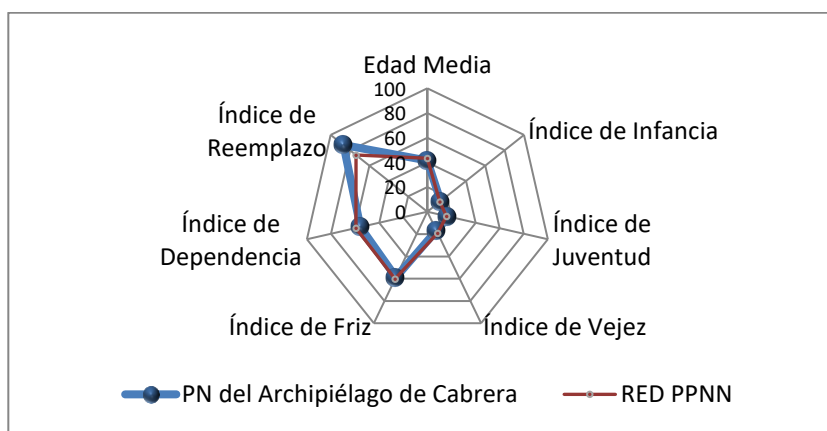 Edad Media
100
80
60
40
20
0
Índice de Infancia
Índice de
Juventud
Índice de Vejez
Índice de Friz
Índice de
Dependencia
Índice de
Reemplazo
PN del Archipiélago de Cabrera
RED PPNN